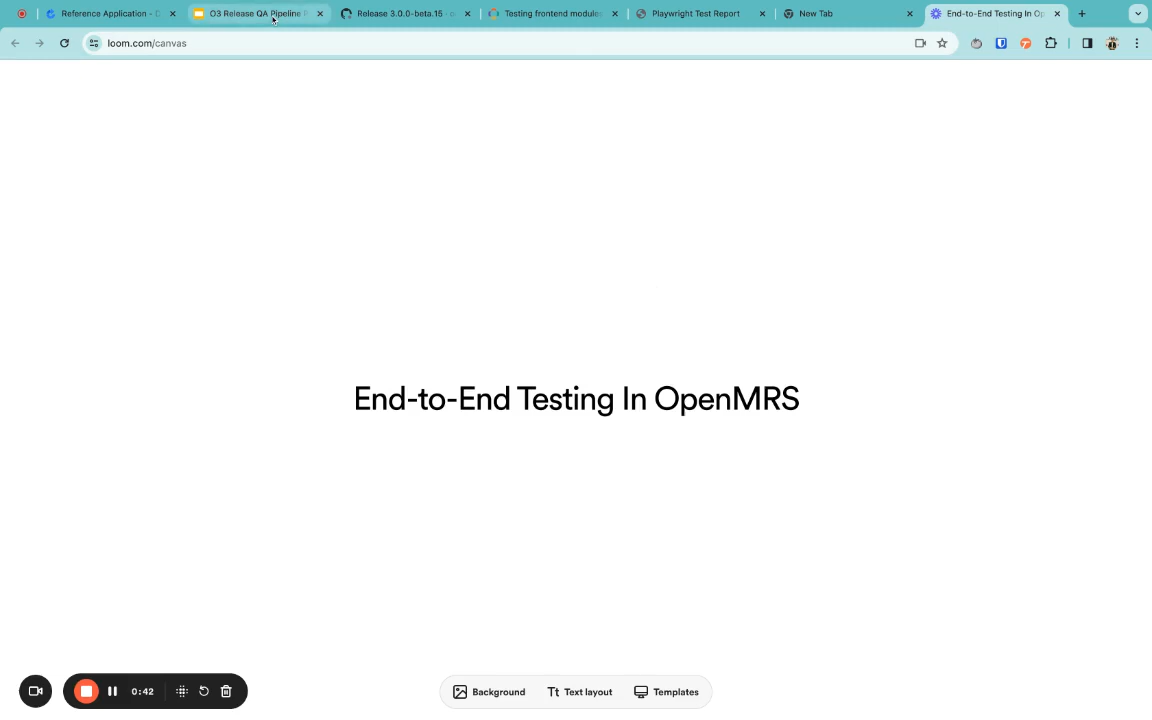 Reference Application - D
O3 Release QA Pipeline P
Release 3.0.0-beta.15 · o
Testing frontend modules
Playwright Test Report
New Tab
End-to-End Testing In Op
loom.com/canvas
End-to-End Testing In OpenMRS
0:42
Background
Tt Text layout
Templates